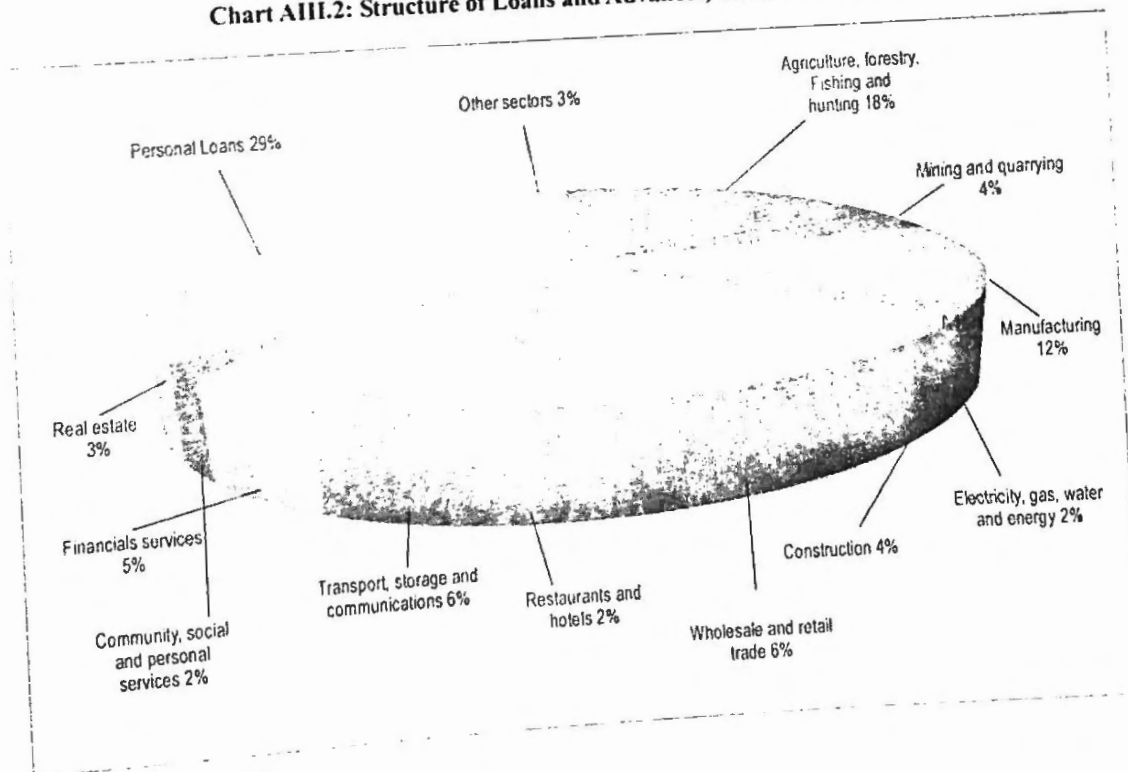 Chart AIII.2: Structure of Loans and
Other sectors 3%
Agriculture, forestry,
Fishing and
hunting 18%
Personal Loans 29%
Mining and quarrying
4%
Manufacturing
12%
Real estate
3%
Electricity, gas, water
and energy 2%
Financials services
5%
Construction 4%
Transport, storage and
communications 6%
Restaurants and
hotels 2%
Wholesale and retail
trade 6%
Community, social
and personal
services 2%